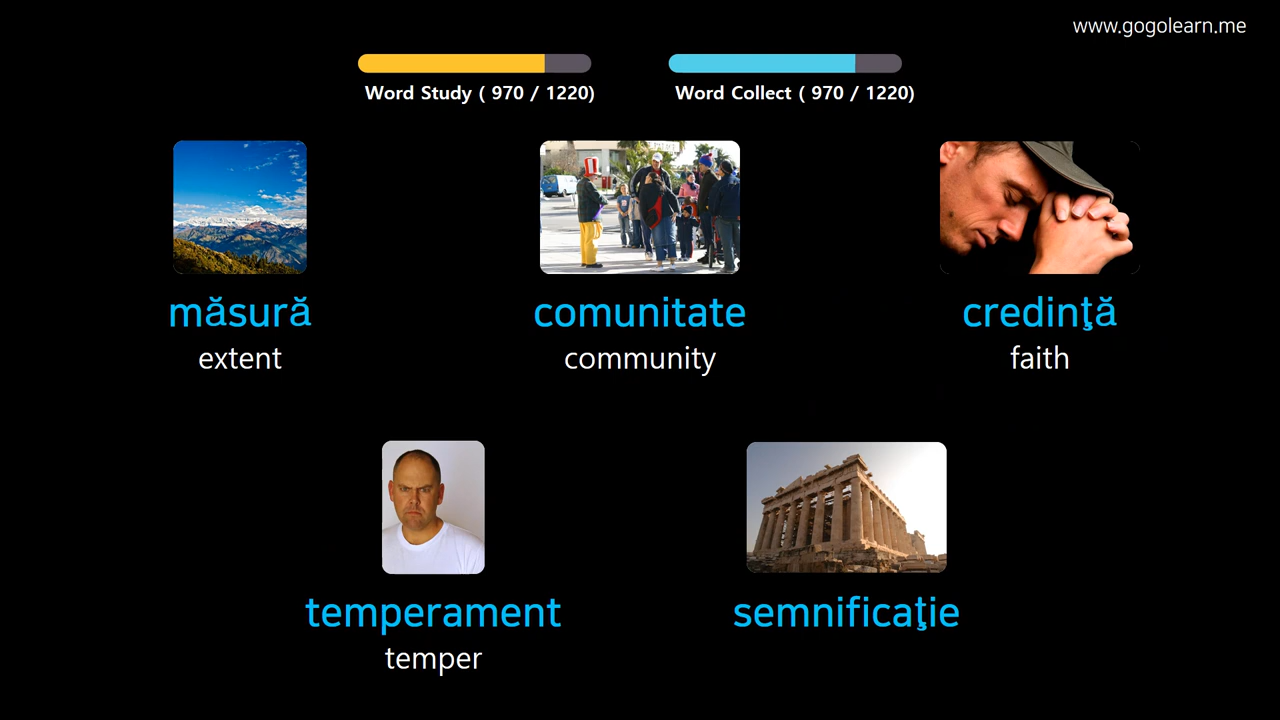 www.gogolearn.me
Word Study ( 970 / 1220)
Word Collect ( 970 / 1220)
măsură
extent
comunitate
community
credinţă
faith
temperament
temper
semnificaţie